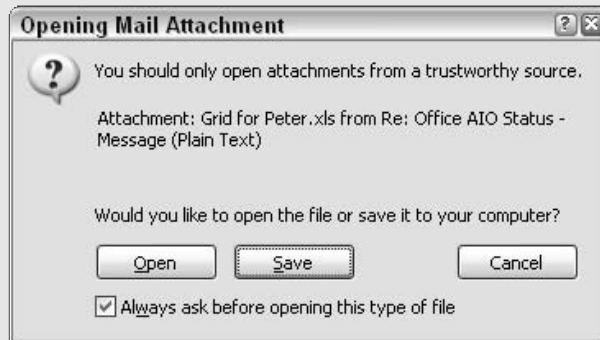 Opening Mail Attachment
You should only open attachments from a trustworthy source.
Attachment: Grid for Peter.xls from Re: Office AIO Status -
Message (Plain Text)
Would you like to open the file or save it to your computer?
Open Save Cancel
Always ask before opening this type of file